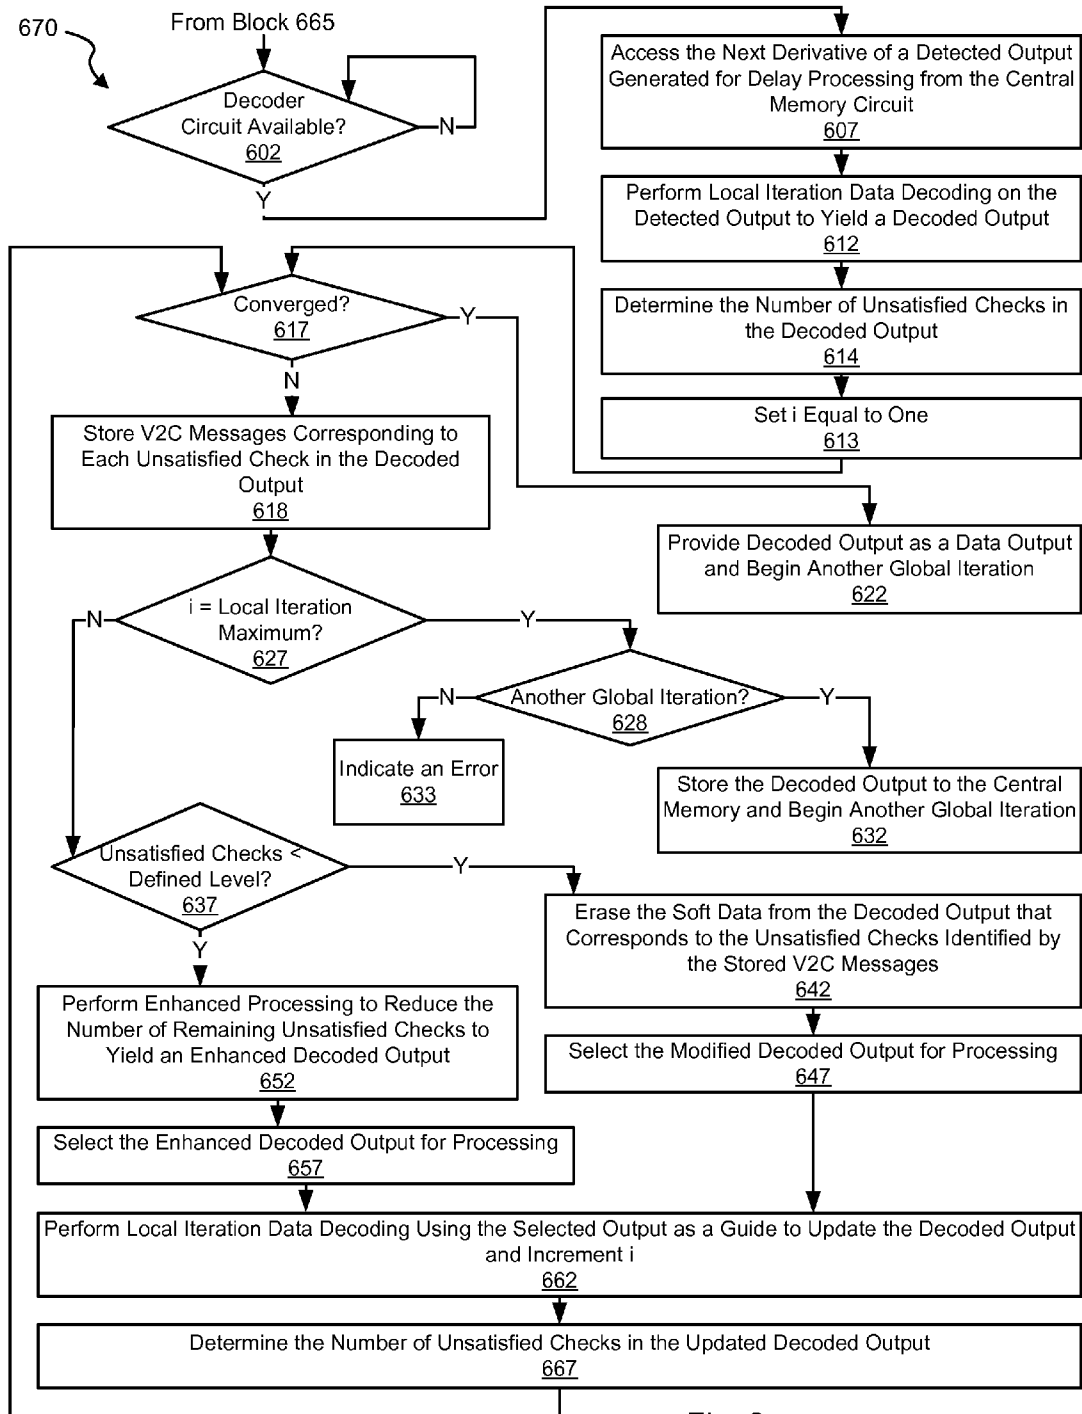 670
From Block 665
Decoder
Circuit Available?
602
N
Y
Access the Next Derivative of a Detected Output
Generated for Delay Processing from the Central
Memory Circuit
607
Perform Local Iteration Data Decoding on the
Detected Output to Yield a Decoded Output
612
Determine the Number of Unsatisfied Checks in
the Decoded Output
614
Set i Equal to One
613
Converged?
617
Y
N
Store V2C Messages Corresponding to
Each Unsatisfied Check in the Decoded
Output
618
Provide Decoded Output as a Data Output
and Begin Another Global Iteration
622
i = Local Iteration
Maximum?
627
N
Y
Another Global Iteration?
628
N
Y
Indicate an Error
633
Store the Decoded Output to the Central
Memory and Begin Another Global Iteration
632
Unsatisfied Checks <
Defined Level?
637
Y
Y
Erase the Soft Data from the Decoded Output that
Corresponds to the Unsatisfied Checks Identified by
the Stored V2C Messages
642
Perform Enhanced Processing to Reduce the
Number of Remaining Unsatisfied Checks to
Yield an Enhanced Decoded Output
652
Select the Modified Decoded Output for Processing
647
Select the Enhanced Decoded Output for Processing
657
Perform Local Iteration Data Decoding Using the Selected Output as a Guide to Update the Decoded Output
and Increment i
662
Determine the Number of Unsatisfied Checks in the Updated Decoded Output
667